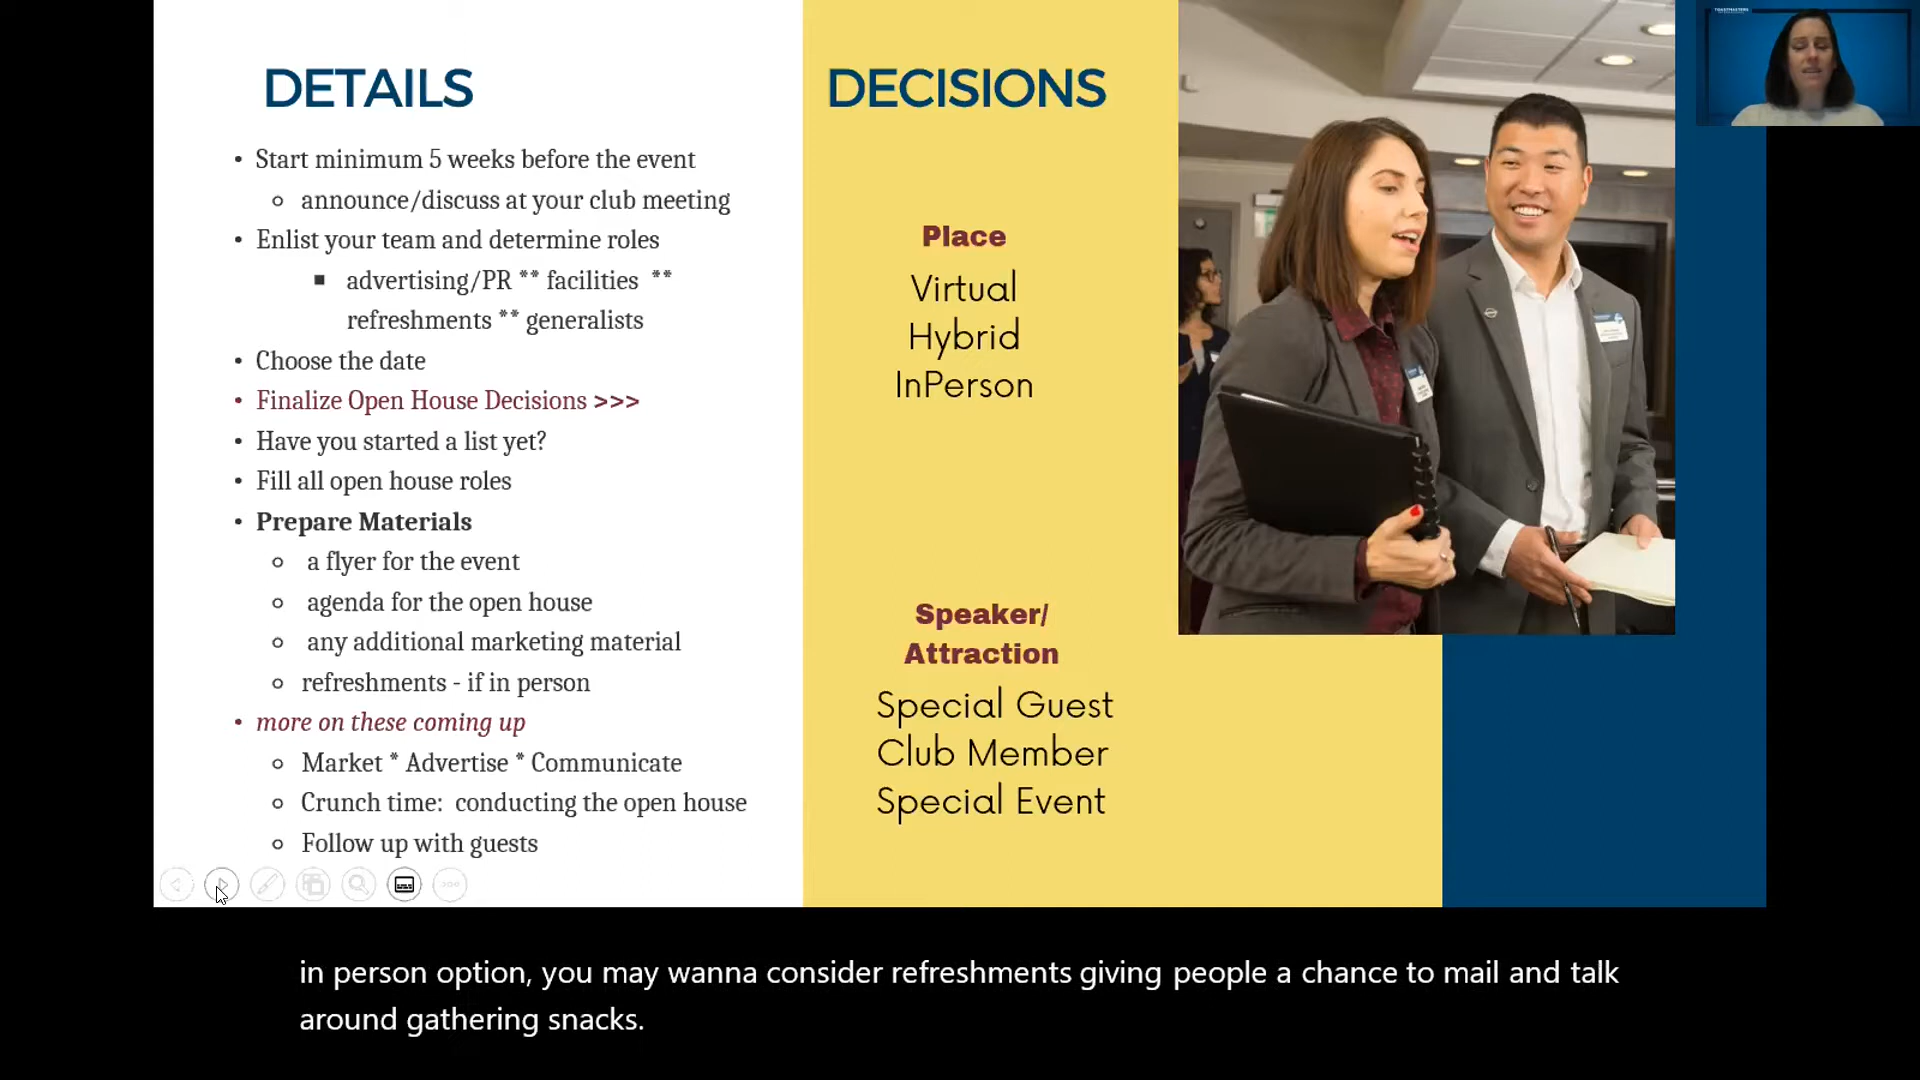 DETAILS
• Start minimum 5 weeks before the event
announce/discuss at your club meeting
• Enlist your team and determine roles
advertising/PR ** facilities **
refreshments ** generalists
• Choose the date
• Finalize Open House Decisions >>>
• Have you started a list yet?
• Fill all open house roles
• Prepare Materials
a flyer for the event
agenda for the open house
any additional marketing material
refreshments - if in person
• more on these coming up
Market * Advertise * Communicate
Crunch time: conducting the open house
Follow up with guests
DECISIONS
Place
Virtual
Hybrid
InPerson
Speaker/
Attraction
Special Guest
Club Member
Special Event
TOASTMASTERS
in person option, you may wanna consider refreshments giving people a chance to mail and talk
around gathering snacks.